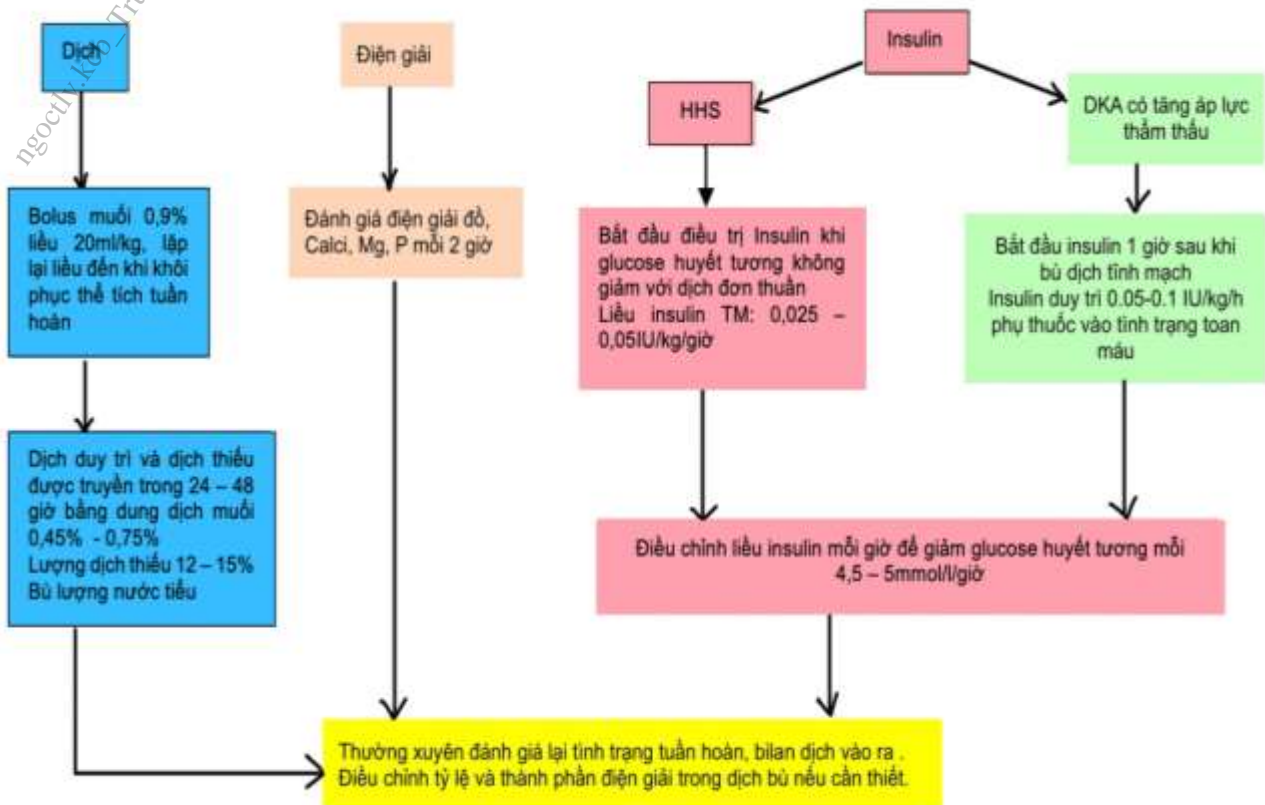 Dịch
Điện giải
Insulin
HHS
DKA có tăng áp lực
thẩm thấu
Bolus muối 0,9%
liều 20ml/kg, lặp
lại liều đến khi khôi
phục thể tích tuần
hoàn
Đánh giá điện giải đồ,
Calci, Mg, P mỗi 2 giờ
Bắt đầu điều trị Insulin khi
glucose huyết tương không
giảm với dịch đơn thuần
Liều insulin TM: 0,025 –
0,05IU/kg/giờ
Bắt đầu insulin 1 giờ sau khi
bù dịch tĩnh mạch
Insulin duy trì 0.05-0.1 IU/kg/h
phụ thuộc vào tình trạng toan
máu
Dịch duy trì và dịch thiếu
được truyền trong 24 – 48
giờ bằng dung dịch muối
0,45% - 0,75%
Lượng dịch thiếu 12 – 15%
Bù lượng nước tiểu
Điều chỉnh liều insulin mỗi giờ để giảm glucose huyết tương mỗi
4,5 – 5mmol/l/giờ
Thường xuyên đánh giá lại tình trạng tuần hoàn, bilan dịch vào ra .
Điều chỉnh tỷ lệ và thành phần điện giải trong dịch bù nếu cần thiết.